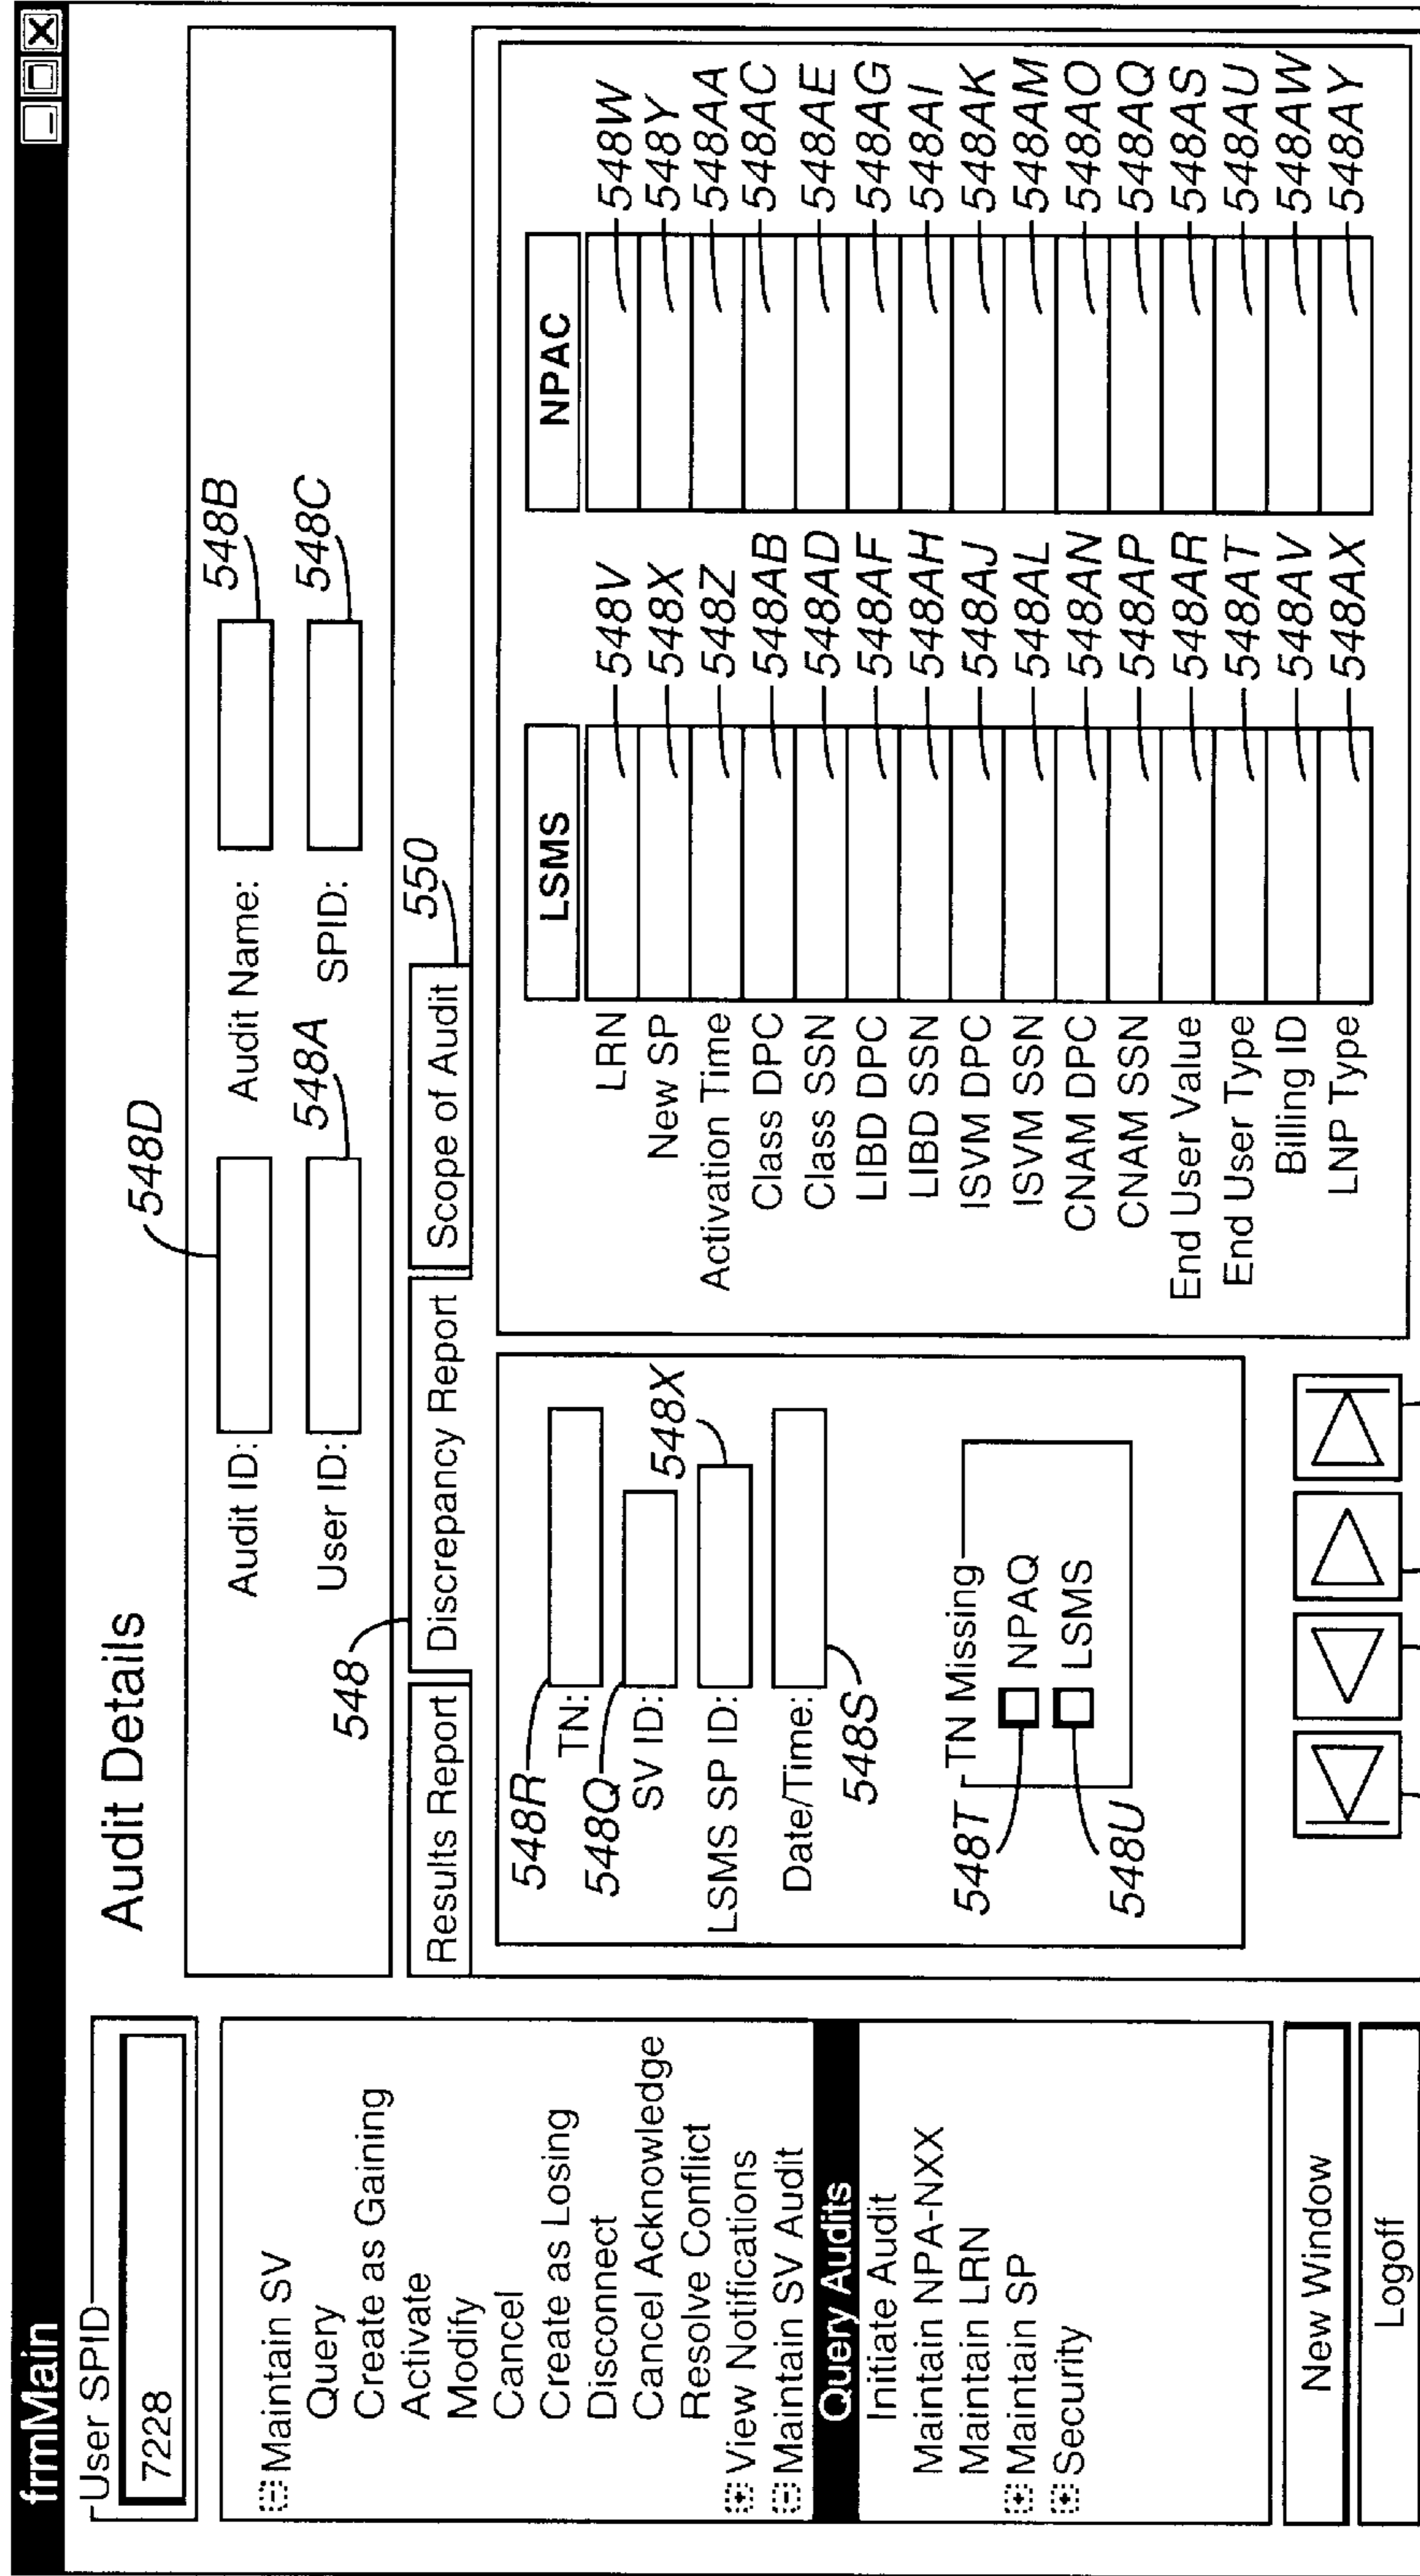 frmMain
User SPID
7228
Maintain SV
Query
Create as Gaining
Activate
Modify
Cancel
Create as Losing
Disconnect
Cancel Acknowledge
Resolve Conflict
View Notifications
Maintain SV Audit
Query Audits
Initiate Audit
Maintain NPA-NXX
Maintain LRN
Maintain SP
Security
New Window
Logoff
Audit Details
548D
Audit ID: Audit Name: 548B
User ID: 548A SPID: 548C
548 550
Results Report Discrepancy Report Scope of Audit
548R TN:
548Q SV ID:
LSMS SP ID: 548X
Date/Time: 548S
TN Missing
548T NPAQ
548U LSMS
LSMS NPAC
LRN 548V 548W
New SP 548X 548Y
Activation Time 548Z 548AA
Class DPC 548AB 548AC
Class SSN 548AD 548AE
LIBD DPC 548AF 548AG
LIBD SSN 548AH 548AI
ISVM DPC 548AJ 548AK
ISVM SSN 548AL 548AM
CNAM DPC 548AN 548AO
CNAM SSN 548AP 548AQ
End User Value 548AR 548AS
End User Type 548AT 548AU
Billing ID 548AV 548AW
LNP Type 548AX 548AY